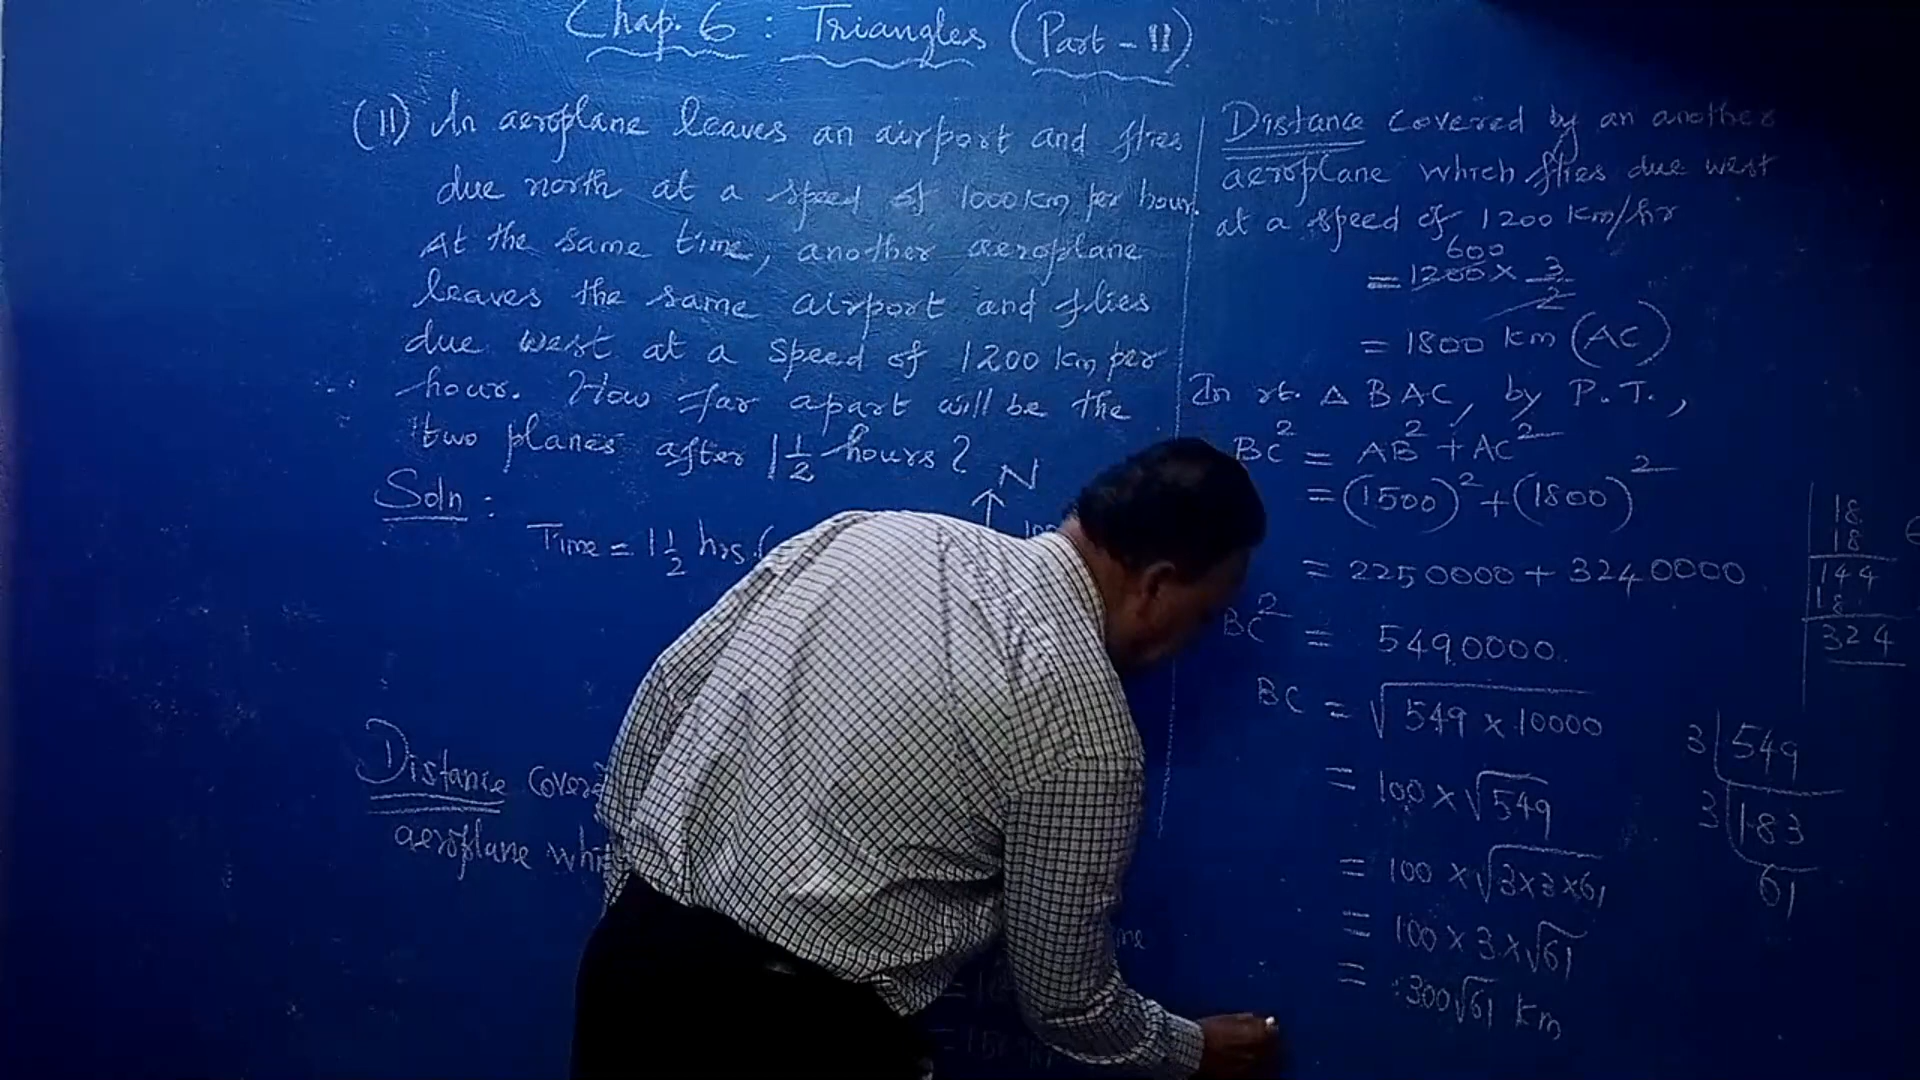 Chap. 6 : Triangles (Part - II)
(11) An aeroplane leaves an airport and flies
due north at a speed of 1000 km per hour.
At the same time, another aeroplane
leaves the same airport and flies
due west at a speed of 1200 km per
hour. How far apart will be the
two planes after 1 1/2 hours?
N
Soln :
Time = 1 1/2 hrs.
Distance
aeroplane
Distance covered by an another
aeroplane which flies due west
at a speed of 1200 km/hr
600
= 1200 × 3/2
= 1800 km (AC)
In rt. △ BAC, by P.T.,
BC² = AB² + AC²
= (1500)² + (1800)²
= 2250000 + 3240000
BC² = 5490000.
BC = √549 × 10000
= 100 × √549
= 100 × √3×3×61
= 100 × 3 × √61
= 300√61 km
18
18
144
18
324
3 549
3 183
61